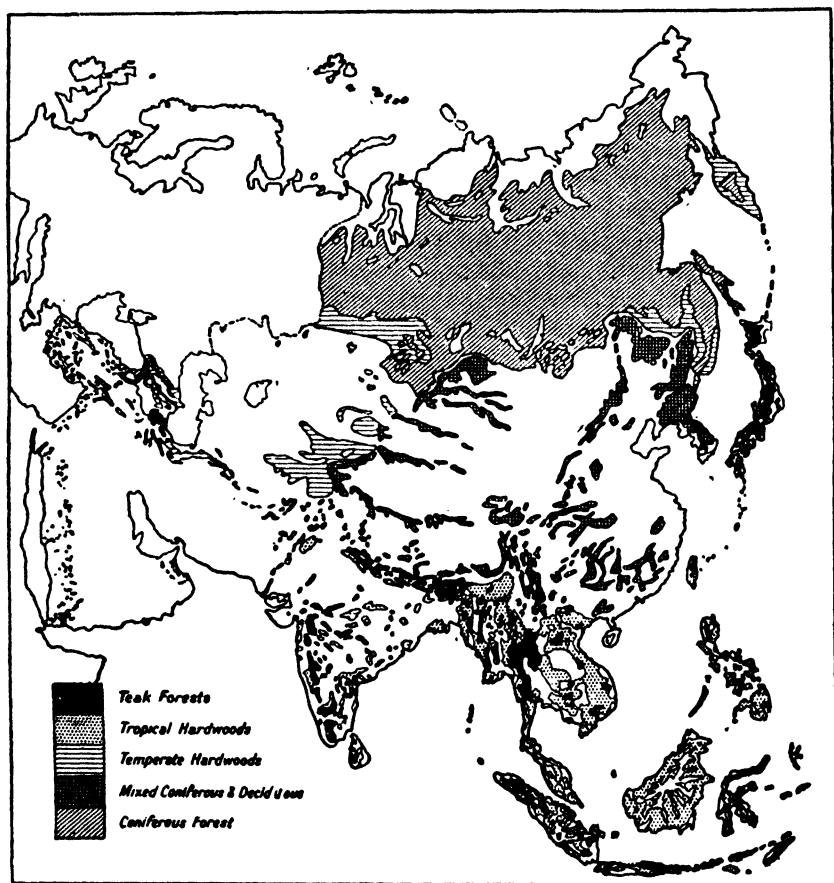 Teak Forests
Tropical Hardwoods
Temperate Hardwoods
Mixed Coniferous & Deciduous
Coniferous Forest